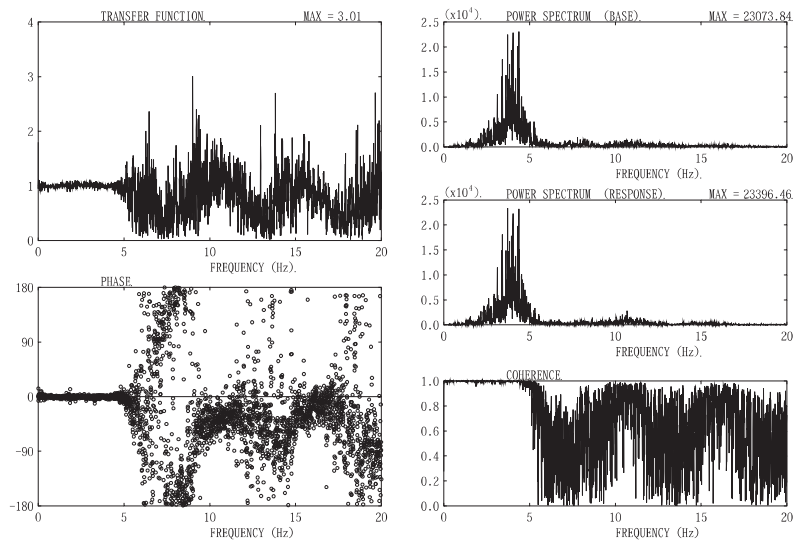 TRANSFER FUNCTION. MAX = 3.01
4
3
2
1
0
0 5 10 15 20
FREQUENCY (Hz).
PHASE.
180
90
0
-90
-180
0 5 10 15 20
FREQUENCY (Hz).
(x10⁴). POWER SPECTRUM (BASE). MAX = 23073.84.
2.5
2.0
1.5
1.0
0.5
0.0
0 5 10 15 20
FREQUENCY (Hz).
(x10⁴). POWER SPECTRUM (RESPONSE). MAX = 23396.46.
2.5
2.0
1.5
1.0
0.5
0.0
0 5 10 15 20
FREQUENCY (Hz).
COHERENCE.
1.0
0.8
0.6
0.4
0.2
0.0
0 5 10 15 20
FREQUENCY (Hz).